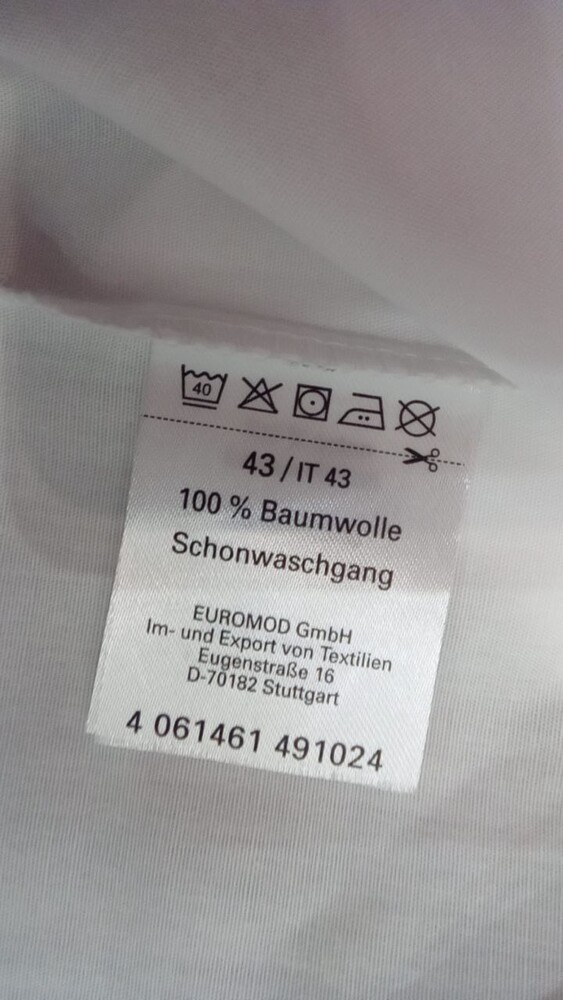 40
43 / IT 43
100 % Baumwolle
Schonwaschgang
EUROMOD GmbH
Im- und Export von Textilien
Eugenstraße 16
D-70182 Stuttgart
4 061461 491024